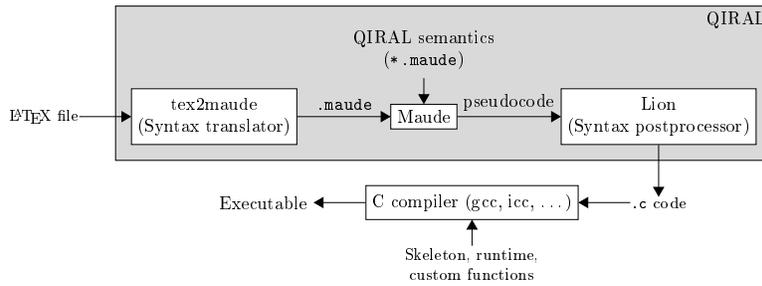 QIRAL
QIRAL semantics
(*.maude)
LATEX file
tex2maude
(Syntax translator)
.maude
Maude
pseudocode
Lion
(Syntax postprocessor)
Executable
C compiler (gcc, icc, ...)
.c code
Skeleton, runtime,
custom functions